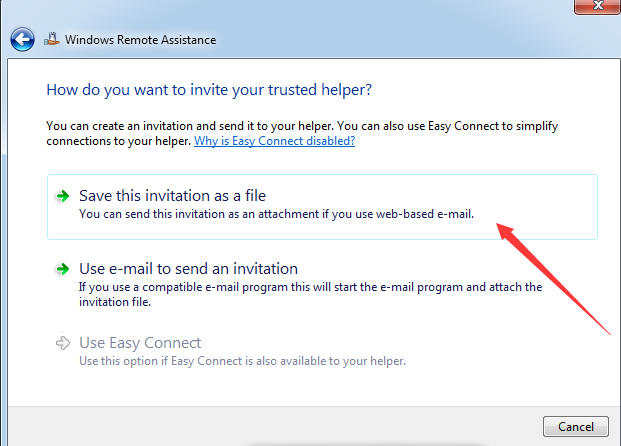 Windows Remote Assistance
How do you want to invite your trusted helper?
You can create an invitation and send it to your helper. You can also use Easy Connect to simplify
connections to your helper. Why is Easy Connect disabled?
Save this invitation as a file
You can send this invitation as an attachment if you use web-based e-mail.
Use e-mail to send an invitation
If you use a compatible e-mail program this will start the e-mail program and attach the
invitation file.
Use Easy Connect
Use this option if Easy Connect is also available to your helper.
Cancel